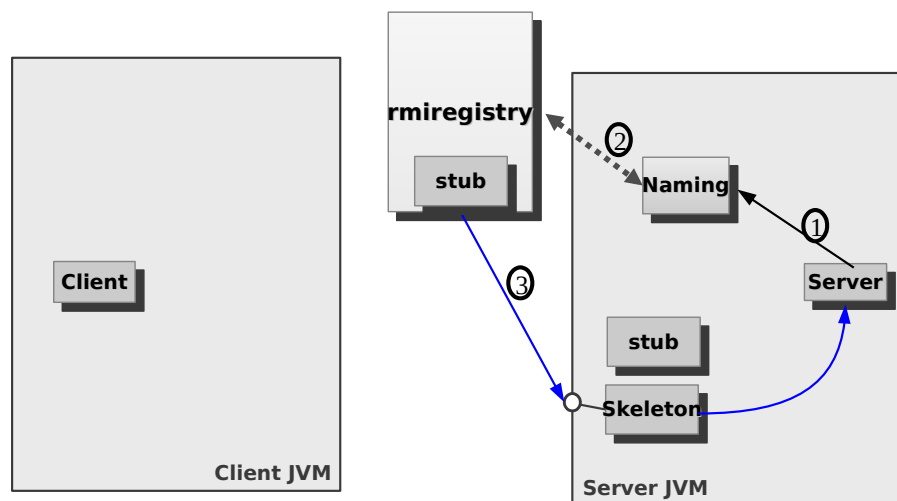 rmiregistry
stub
2
Naming
1
Client
3
Server
stub
Skeleton
Client JVM
Server JVM